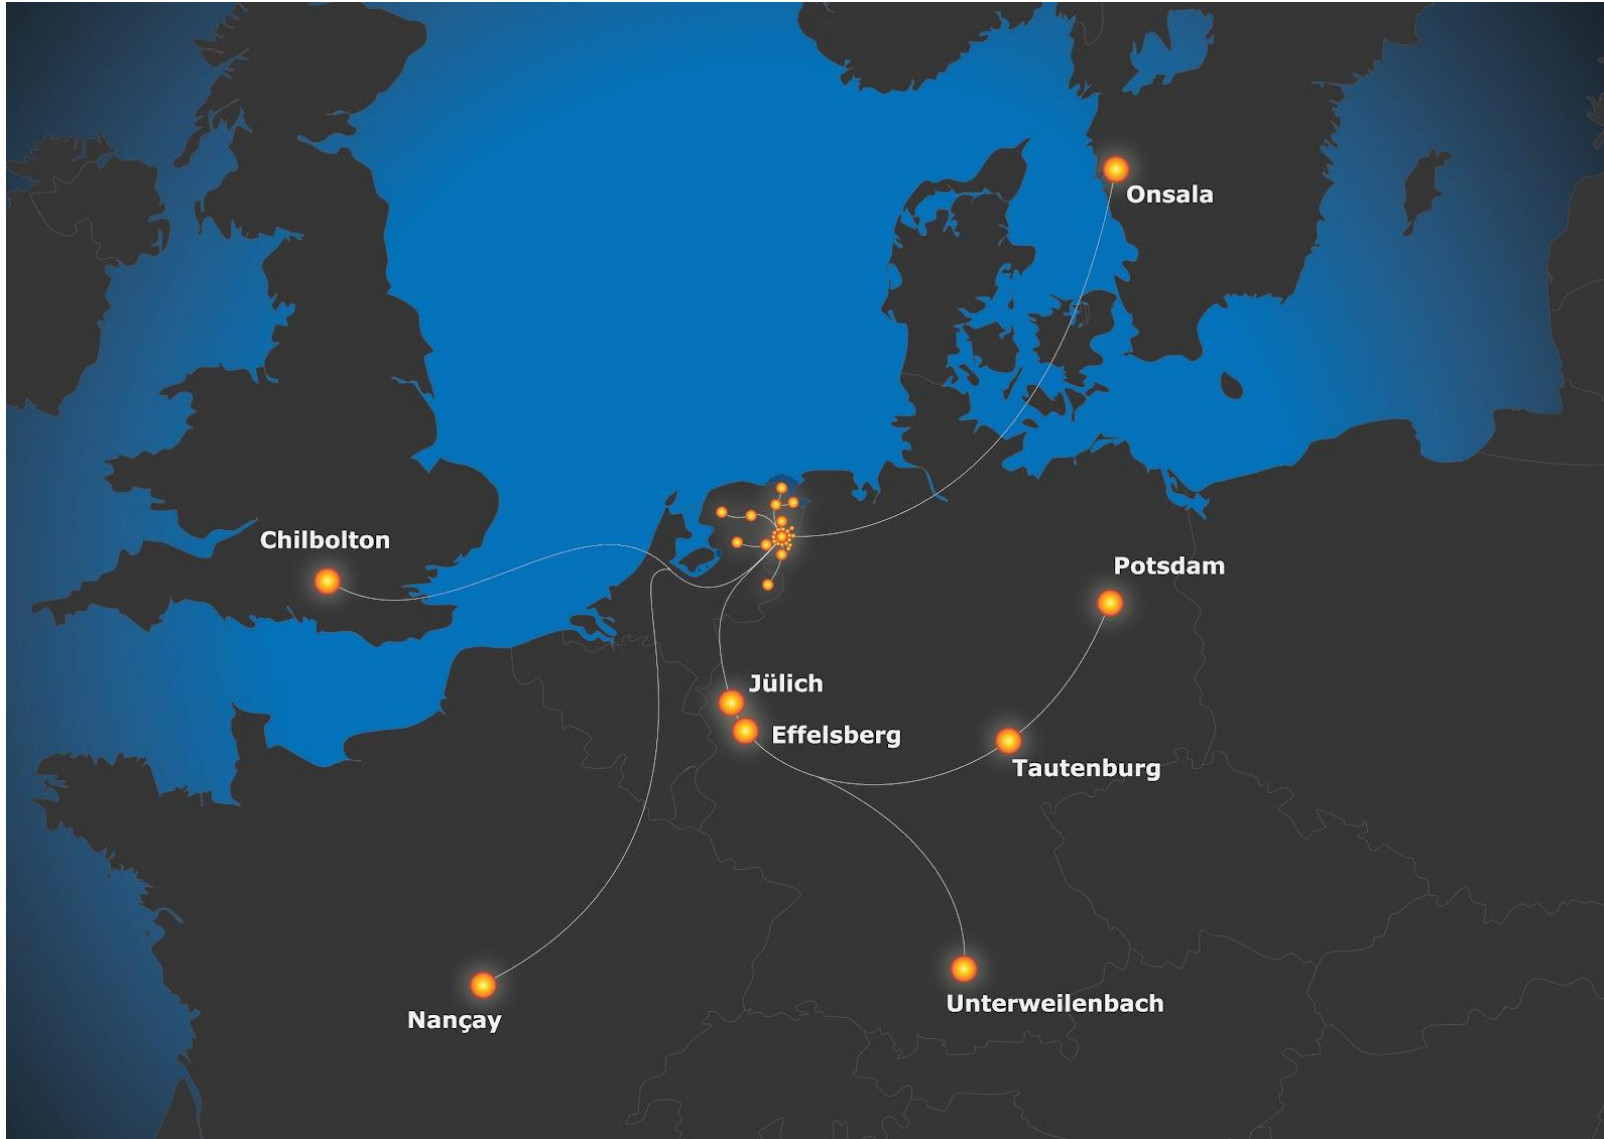 Onsala
Chilbolton
Potsdam
Jülich
Effelsberg
Tautenburg
Unterweilenbach
Nançay